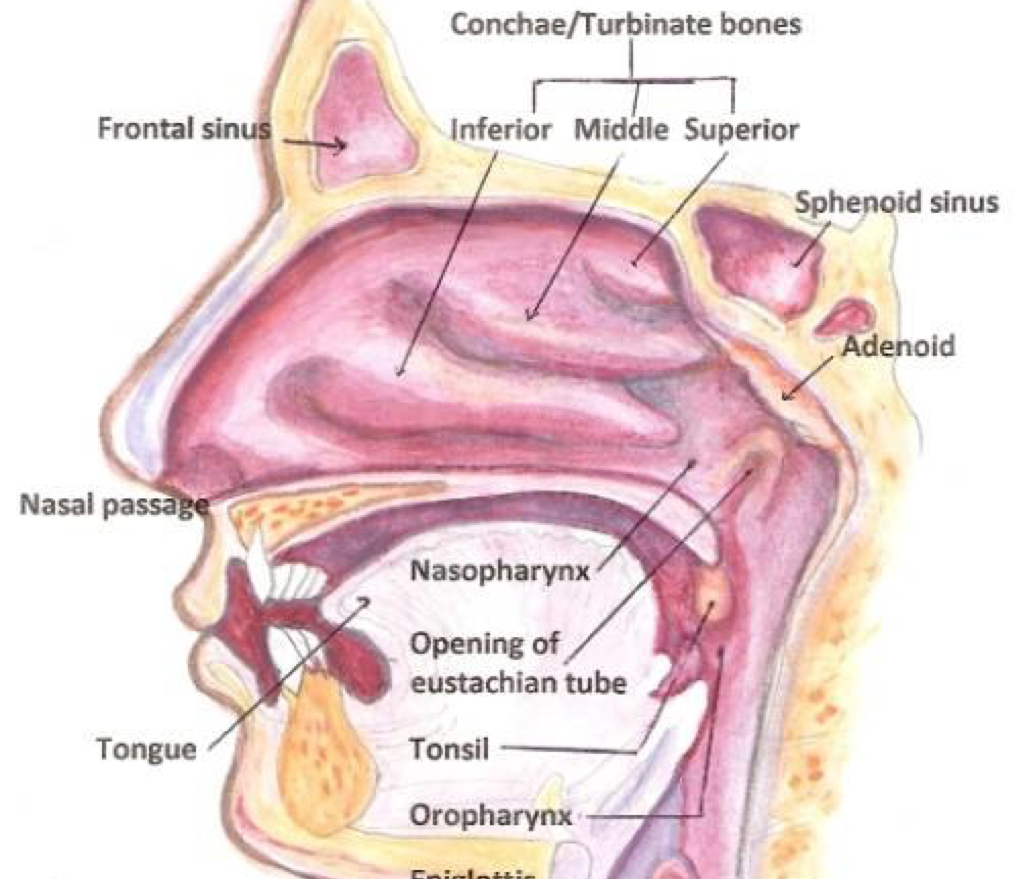 Conchae/Turbinate bones
Frontal sinus
Inferior Middle Superior
Sphenoid sinus
Adenoid
Nasal passage
Nasopharynx
Opening of
eustachian tube
Tongue
Tonsil
Oropharynx
Epiglottis